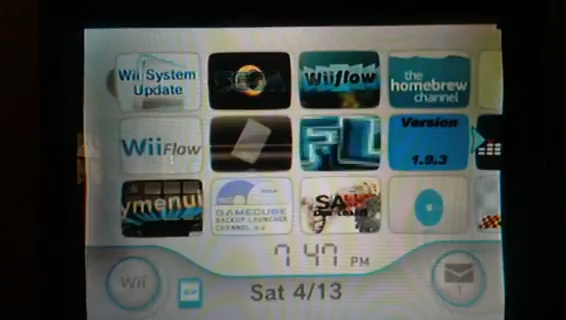 Wii System
Update
Wiiflow
the
homebrew
channel
WiiFlow
Version
1.9.3
ymenu
GAMECUBE
BACKUP LAUNCHER
7:47 PM
Wii
Sat 4/13
1